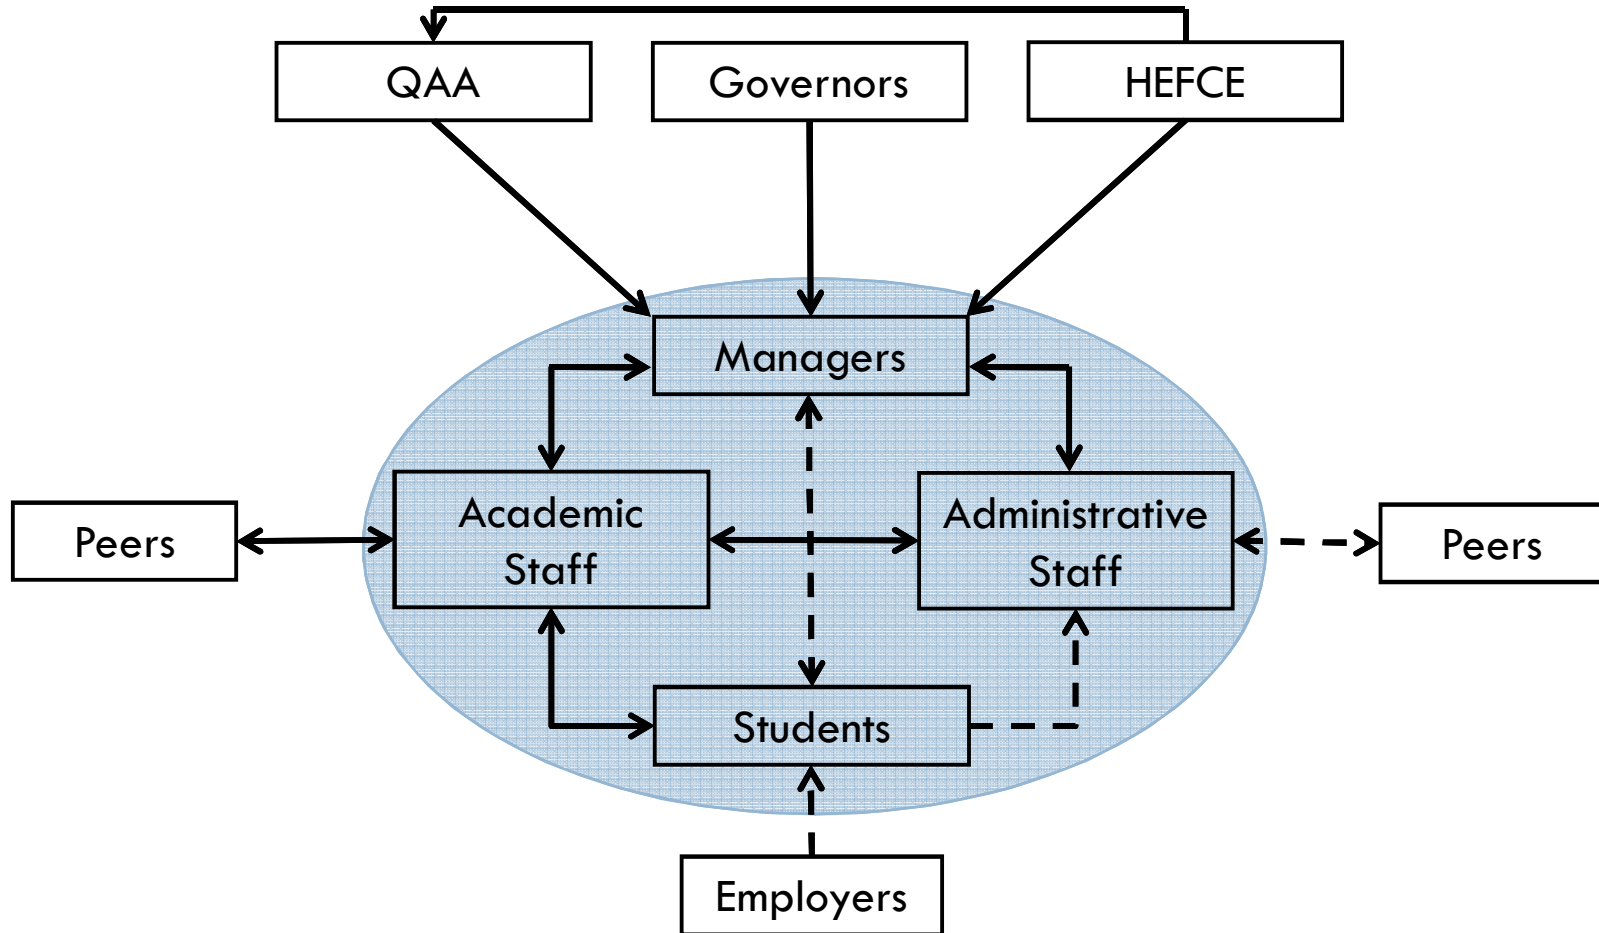 QAA
Governors
HEFCE
Managers
Academic
Staff
Administrative
Staff
Peers
Peers
Students
Employers